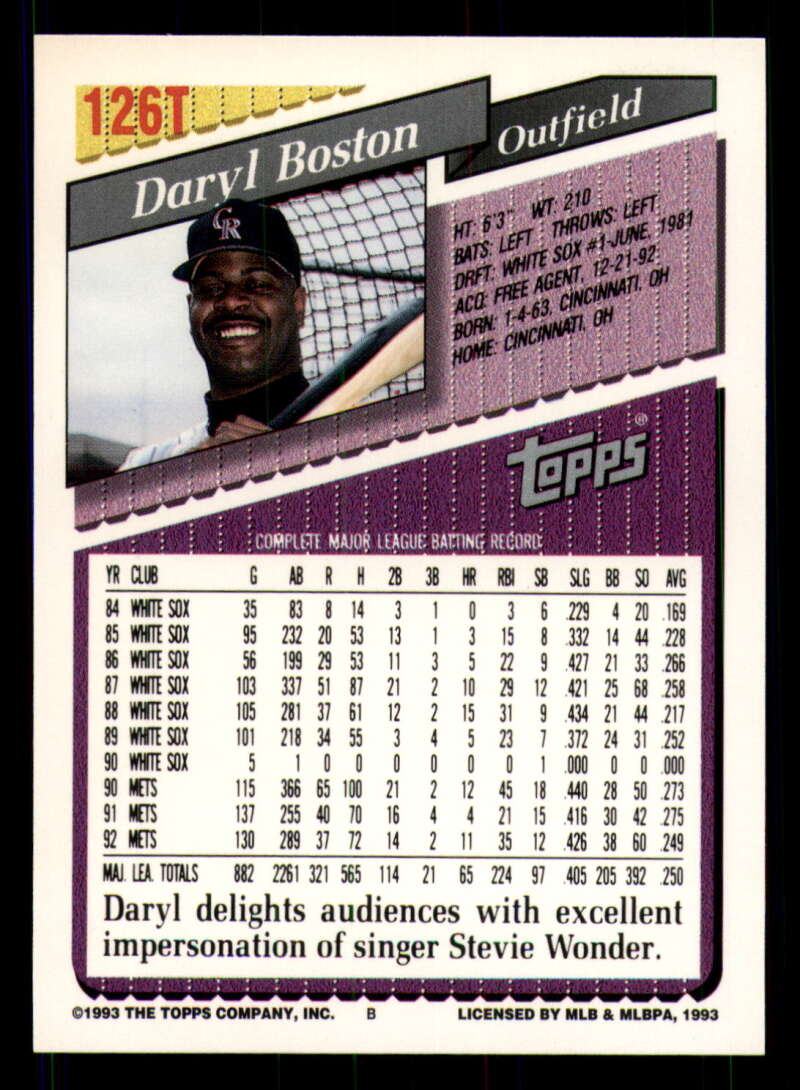 126T
Daryl Boston
Outfield
CR
HT: 6'3" WT: 210
BATS: LEFT THROWS: LEFT
DRFT: WHITE SOX #1-JUNE, 1981
ACQ: FREE AGENT, 12-21-92
BORN: 1-4-63, CINCINNATI, OH
HOME: CINCINNATI, OH
Topps®
COMPLETE MAJOR LEAGUE BATTING RECORD
YR CLUB G AB R H 2B 3B HR RBI SB SLG BB SO AVG
84 WHITE SOX 35 83 8 14 3 1 0 3 6 .229 4 20 .169
85 WHITE SOX 95 232 20 53 13 1 3 15 8 .332 14 44 .228
86 WHITE SOX 56 199 29 53 11 3 5 22 9 .427 21 33 .266
87 WHITE SOX 103 337 51 87 21 2 10 29 12 .421 25 68 .258
88 WHITE SOX 105 281 37 61 12 2 15 31 9 .434 21 44 .217
89 WHITE SOX 101 218 34 55 3 4 5 23 7 .372 24 31 .252
90 WHITE SOX 5 1 0 0 0 0 0 0 1 .000 0 0 .000
90 METS 115 366 65 100 21 2 12 45 18 .440 28 50 .273
91 METS 137 255 40 70 16 4 4 21 15 .416 30 42 .275
92 METS 130 289 37 72 14 2 11 35 12 .426 38 60 .249
MAJ. LEA. TOTALS 882 2261 321 565 114 21 65 224 97 .405 205 392 .250
Daryl delights audiences with excellent
impersonation of singer Stevie Wonder.
©1993 THE TOPPS COMPANY, INC. B LICENSED BY MLB & MLBPA, 1993